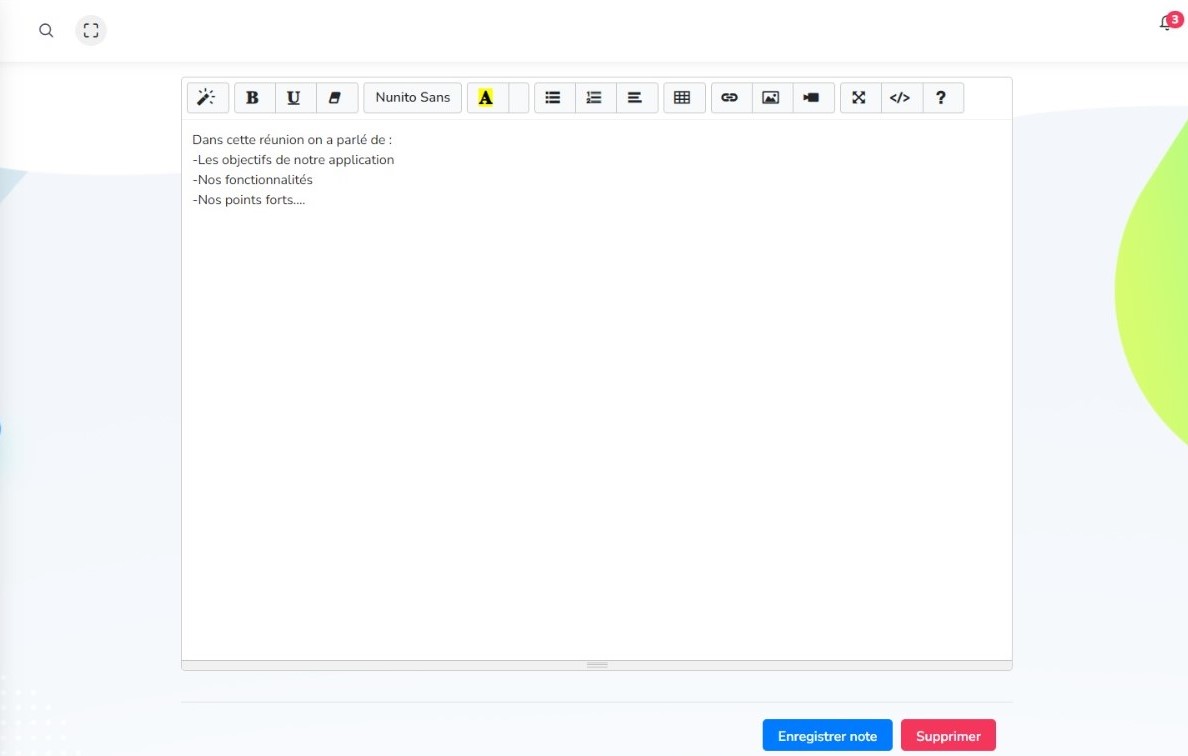 3
B U Nunito Sans A </> ?
Dans cette réunion on a parlé de :
-Les objectifs de notre application
-Nos fonctionnalités
-Nos points forts....
Enregistrer note Supprimer